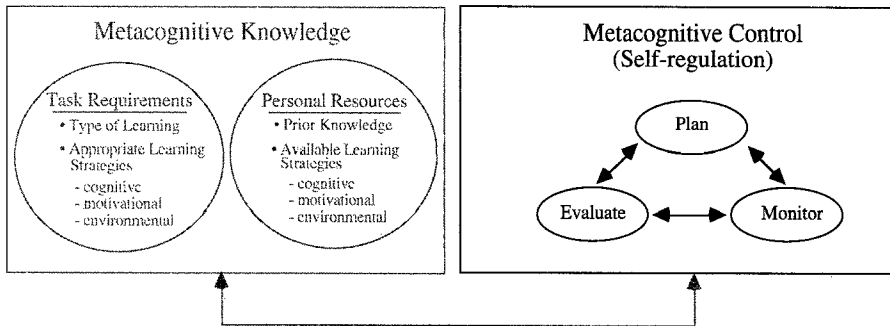 Metacognitive Knowledge
Task Requirements
• Type of Learning
• Appropriate Learning
Strategies
- cognitive
- motivational
- environmental
Personal Resources
• Prior Knowledge
• Available Learning
Strategies
- cognitive
- motivational
- environmental
Metacognitive Control
(Self-regulation)
Plan
Evaluate
Monitor